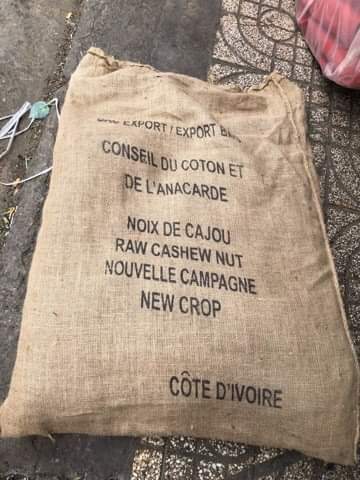 EXPORT / EXPORT
CONSEIL DU COTON ET
DE L'ANACARDE
NOIX DE CAJOU
RAW CASHEW NUT
NOUVELLE CAMPAGNE
NEW CROP
CÔTE D'IVOIRE